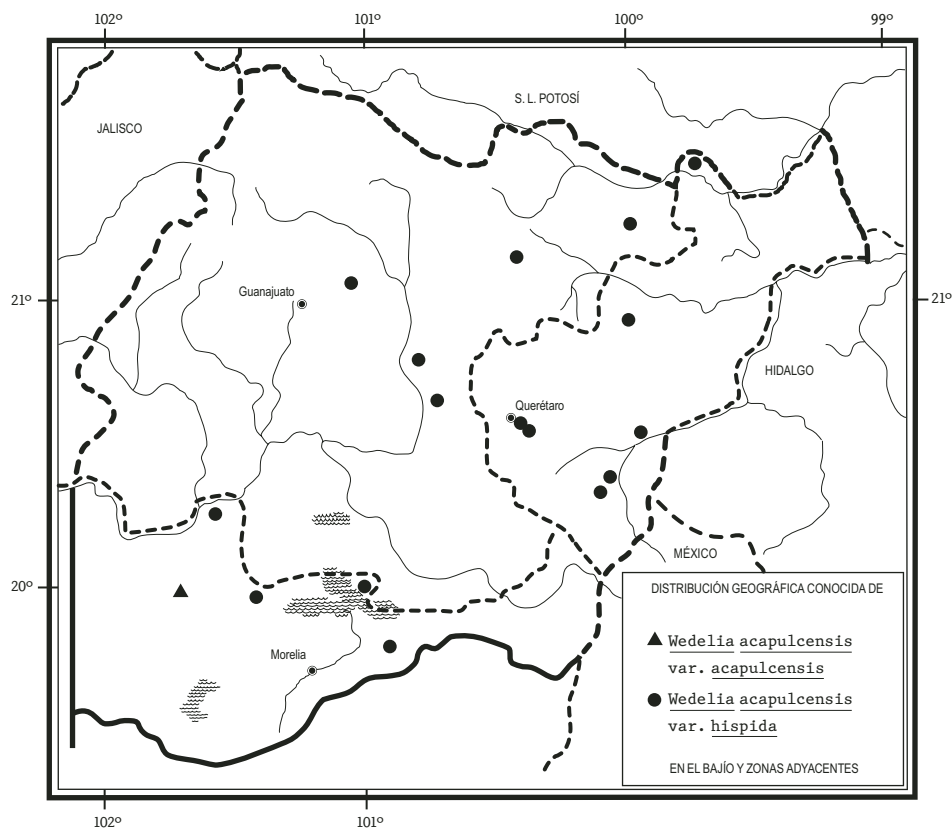 102º 101º 100º 99º
S. L. POTOSÍ
JALISCO
Guanajuato
21º 21º
HIDALGO
Querétaro
MÉXICO
20º
Morelia
DISTRIBUCIÓN GEOGRÁFICA CONOCIDA DE
Wedelia acapulcensis
var. acapulcensis
Wedelia acapulcensis
var. hispida
EN EL BAJÍO Y ZONAS ADYACENTES
102º 101º